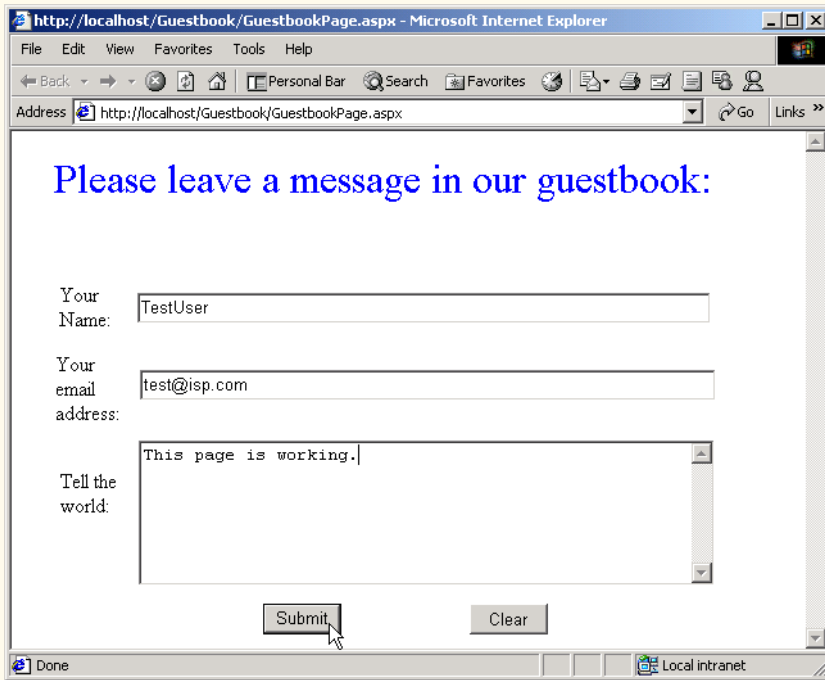 http://localhost/Guestbook/GuestbookPage.aspx - Microsoft Internet Explorer
File Edit View Favorites Tools Help
Back Personal Bar Search Favorites
Address http://localhost/Guestbook/GuestbookPage.aspx Go Links »
Please leave a message in our guestbook:
Your
Name:
TestUser
Your
email
address:
test@isp.com
This page is working.
Tell the
world:
Submit Clear
Done Local intranet